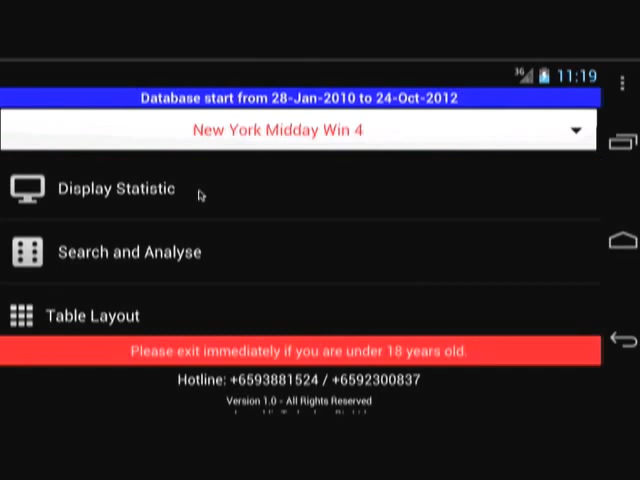 3G 11:19
Database start from 28-Jan-2010 to 24-Oct-2012
New York Midday Win 4
Display Statistic
Search and Analyse
Table Layout
Please exit immediately if you are under 18 years old.
Hotline: +6593881524 / +6592300837
Version 1.0 - All Rights Reserved